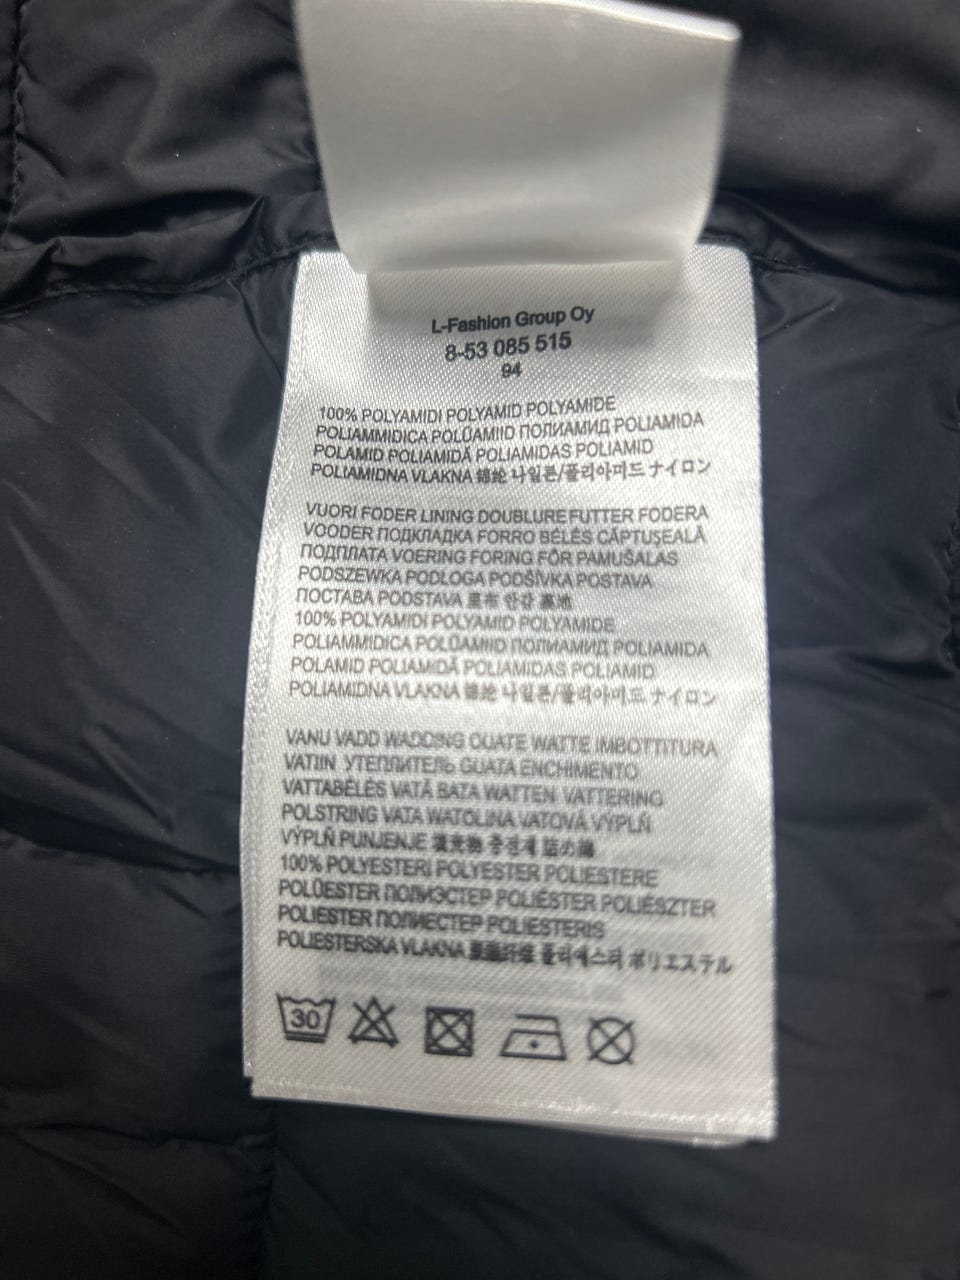 L-Fashion Group Oy
8-53 085 515
94
100% POLYAMIDI POLYAMID POLYAMIDE
POLIAMMIDICA POLÜAMIID ПОЛИАМИД POLIAMIDA
POLAMID POLIAMIDĂ POLIAMIDAS POLIAMID
POLIAMIDNA VLAKNA 锦纶 나일론/폴리아미드 ナイロン
VUORI FODER LINING DOUBLURE FUTTER FODERA
VOODER ПОДКЛАДКА FORRO BÉLÉS CĂPTUŞEALĂ
ПОДПЛАТА VOERING FORING FÓR PAMUŠALAS
PODSZEWKA PODLOGA PODŠÍVKA POSTAVA
ПОСТАВА PODSTAVA 里布 안감 裏地
100% POLYAMIDI POLYAMID POLYAMIDE
POLIAMMIDICA POLÜAMIID ПОЛИАМИД POLIAMIDA
POLAMID POLIAMIDĂ POLIAMIDAS POLIAMID
POLIAMIDNA VLAKNA 锦纶 나일론/폴리아미드 ナイロン
VANU VADD WADDING OUATE WATTE IMBOTTITURA
VATIIN УТЕПЛИТЕЛЬ GUATA ENCHIMENTO
VATTABÉLÉS VATĂ ВАТА WATTEN VATTERING
POLSTRING VATA WATOLINA VATOVÁ VÝPLŇ
VÝPLŇ PUNJENJE 填充物 충전재 詰め綿
100% POLYESTERI POLYESTER POLIESTERE
POLÜESTER ПОЛИЭСТЕР POLIÉSTER POLIÉSZTER
POLIESTER ПОЛИЕСТЕР POLIESTERIS
POLIESTERSKA VLAKNA 聚酯纤维 폴리에스터 ポリエステル
30